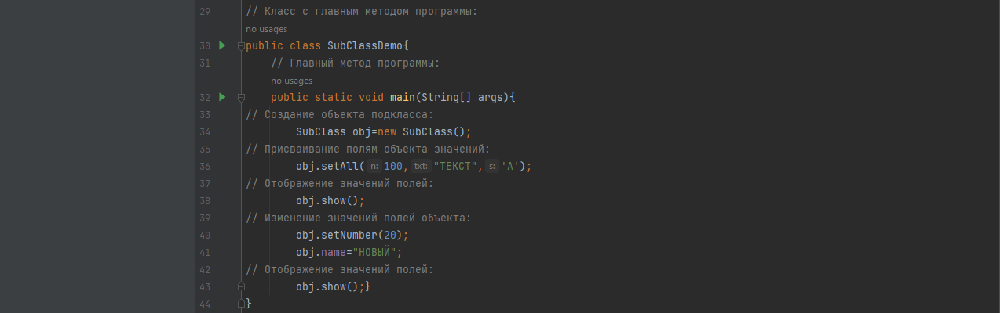 29 // Класс с главным методом программы:
no usages
30 public class SubClassDemo{
31 // Главный метод программы:
no usages
32 public static void main(String[] args){
33 // Создание объекта подкласса:
34 SubClass obj=new SubClass();
35 // Присваивание полям объекта значений:
36 obj.setAll( n: 100, txt: "ТЕКСТ", s: 'A');
37 // Отображение значений полей:
38 obj.show();
39 // Изменение значений полей объекта:
40 obj.setNumber(20);
41 obj.name="НОВЫЙ";
42 // Отображение значений полей:
43 obj.show();}
44 }